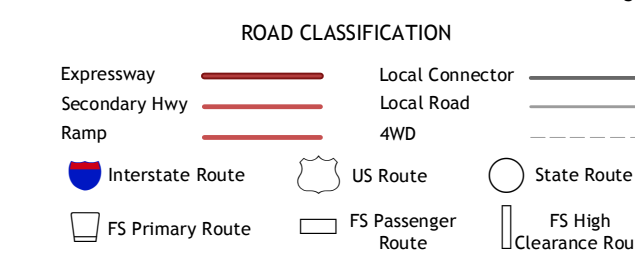 ROAD CLASSIFICATION
Expressway
Secondary Hwy
Ramp
Local Connector
Local Road
4WD
Interstate Route
US Route
State Route
FS Primary Route
FS Passenger
Route
FS High
Clearance Rou